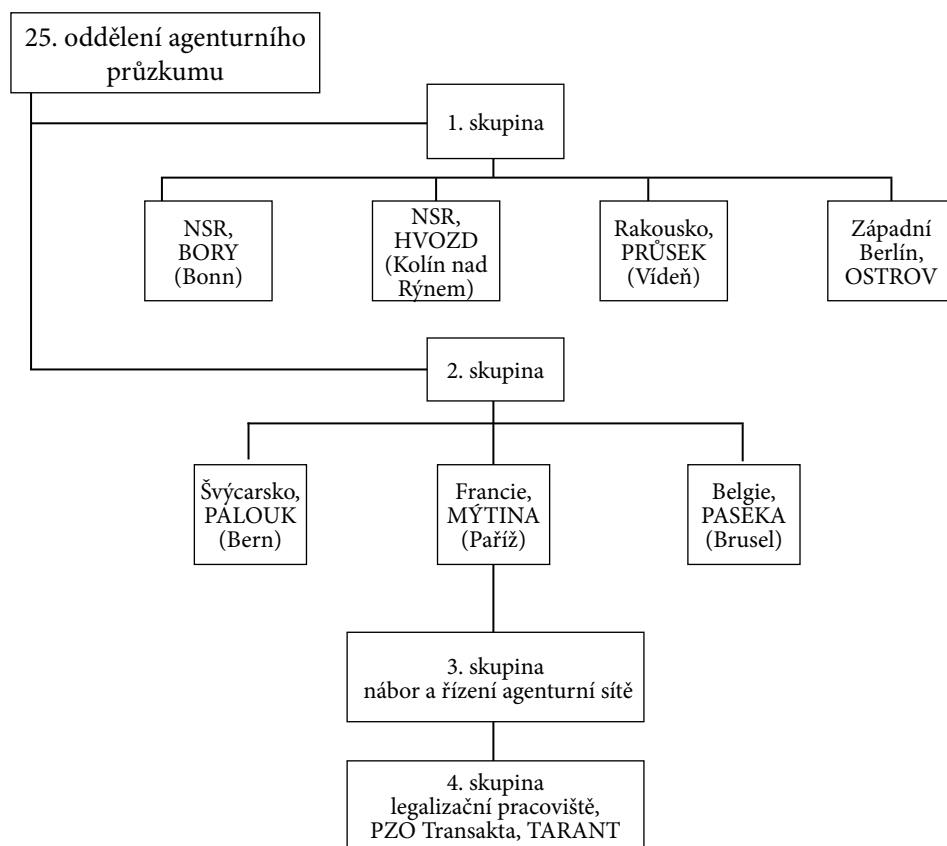 25. oddělení agenturního
průzkumu
1. skupina
NSR,
BORY
(Bonn)
NSR,
HVOZD
(Kolín nad
Rýnem)
Rakousko,
PRŮSEK
(Vídeň)
Západní
Berlín,
OSTROV
2. skupina
Švýcarsko,
PALOUK
(Bern)
Francie,
MÝTINA
(Paříž)
Belgie,
PASEKA
(Brusel)
3. skupina
nábor a řízení agenturní sítě
4. skupina
legalizační pracoviště,
PZO Transakta, TARANT